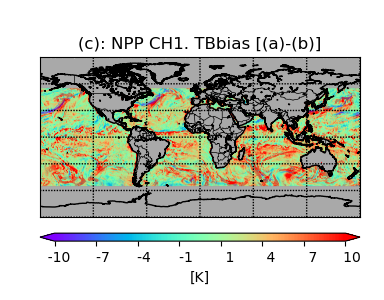 (c): NPP CH1. TBbias [(a)-(b)]
-10 -7 -4 -1 1 4 7 10
[K]